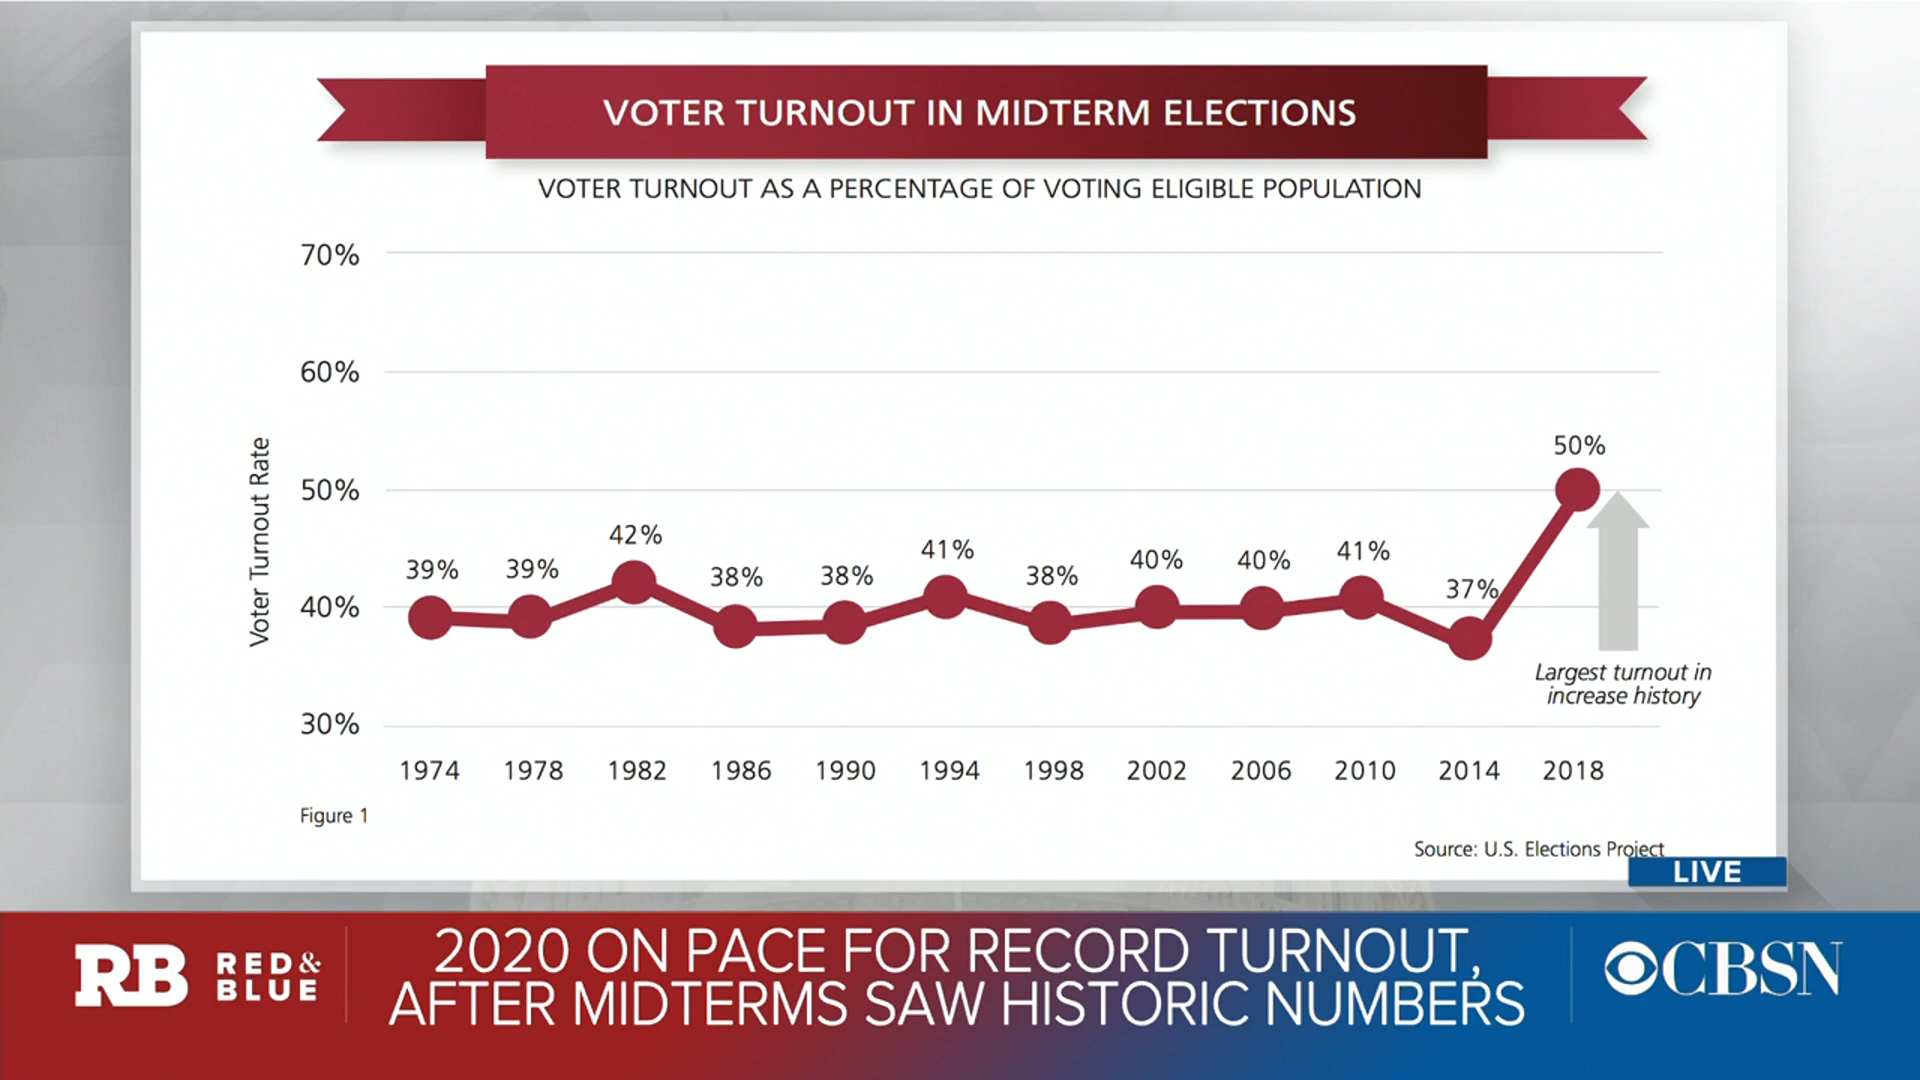 VOTER TURNOUT IN MIDTERM ELECTIONS
VOTER TURNOUT AS A PERCENTAGE OF VOTING ELIGIBLE POPULATION
Voter Turnout Rate
70%
60%
50%
40%
30%
39%
39%
42%
38%
38%
41%
38%
40%
40%
41%
37%
50%
Largest turnout in
increase history
1974 1978 1982 1986 1990 1994 1998 2002 2006 2010 2014 2018
Figure 1
Source: U.S. Elections Project
LIVE
RB RED &
BLUE
2020 ON PACE FOR RECORD TURNOUT,
AFTER MIDTERMS SAW HISTORIC NUMBERS
CBSN